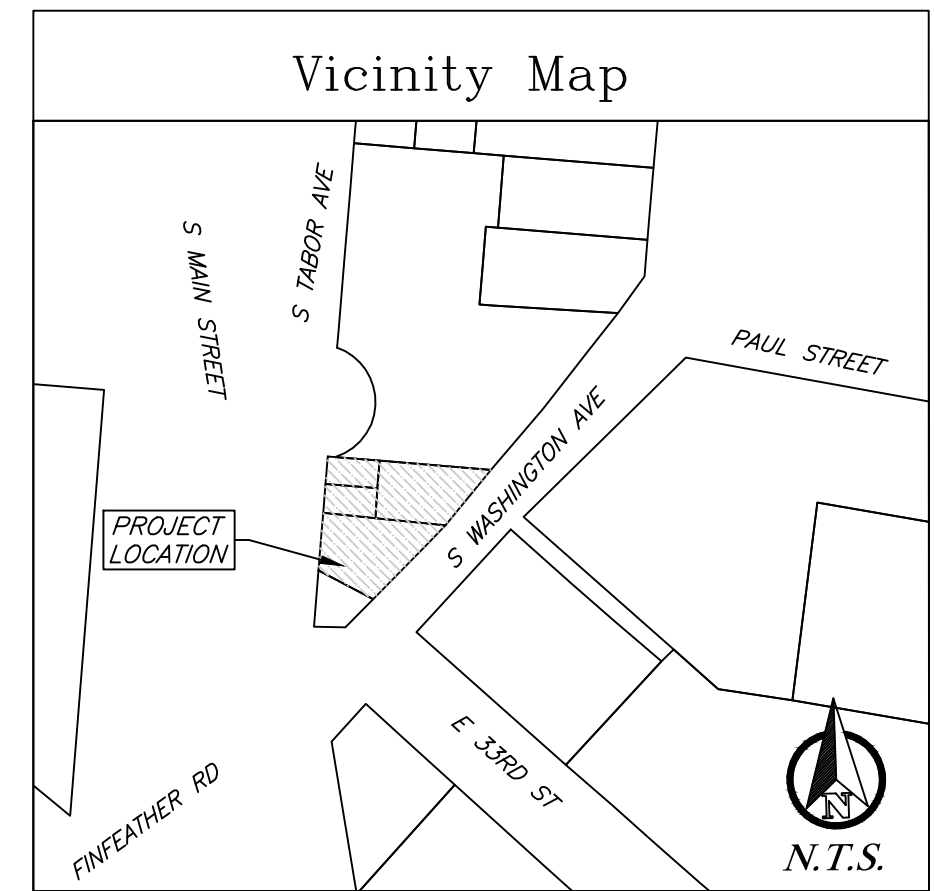 Vicinity Map
S TABOR AVE
S MAIN STREET
PAUL STREET
S WASHINGTON AVE
PROJECT
LOCATION
E 33RD ST
FINFEATHER RD
N
N.T.S.